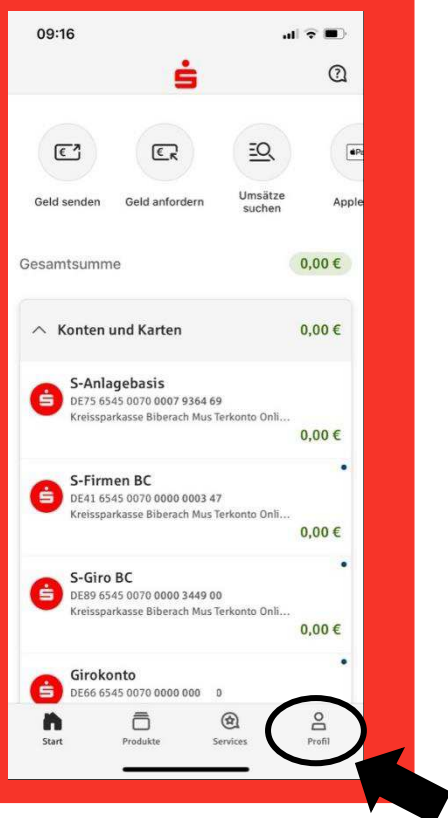 09:16
Geld senden
Geld anfordern
Umsätze
suchen
Apple
Gesamtsumme
0,00 €
Konten und Karten
0,00 €
S-Anlagebasis
DE75 6545 0070 0007 9364 69
Kreissparkasse Biberach Mus Terkonto Onli...
0,00 €
S-Firmen BC
DE41 6545 0070 0000 0003 47
Kreissparkasse Biberach Mus Terkonto Onli...
0,00 €
S-Giro BC
DE89 6545 0070 0000 3449 00
Kreissparkasse Biberach Mus Terkonto Onli...
0,00 €
Girokonto
DE66 6545 0070 0000 000 0
Start
Produkte
Services
Profil